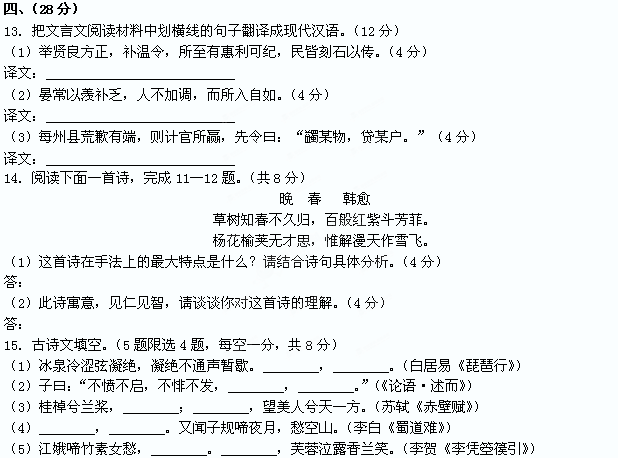 四、（28分）
13．把文言文阅读材料中划横线的句子翻译成现代汉语。（12分）
（1）举贤良方正，补温令，所至有惠利可纪，民皆刻石以传。（4分）
译文：____________________________
（2）晏常以羡补乏，人不加调，而所入自如。（4分）
译文：____________________________
（3）每州县荒歉有端，则计官所赢，先令曰：“蠲某物，贷某户。”（4分）
译文：____________________________
14．阅读下面一首诗，完成11—12题。（共8分）
晚 春 韩愈
草树知春不久归，百般红紫斗芳菲。
杨花榆荚无才思，惟解漫天作雪飞。
（1）这首诗在手法上的最大特点是什么？请结合诗句具体分析。（4分）
答：
（2）此诗寓意，见仁见智，请谈谈你对这首诗的理解。（4分）
答：
15．古诗文填空。（5题限选4题，每空一分，共8分）
（1）冰泉冷涩弦凝绝，凝绝不通声暂歇。________，________。（白居易《琵琶行》）
（2）子曰：“不愤不启，不悱不发，________，________。”（《论语·述而》）
（3）桂棹兮兰桨，________；________，望美人兮天一方。（苏轼《赤壁赋》）
（4）________，________。又闻子规啼夜月，愁空山。（李白《蜀道难》）
（5）江娥啼竹素女愁，________。________，芙蓉泣露香兰笑。（李贺《李凭箜篌引》）